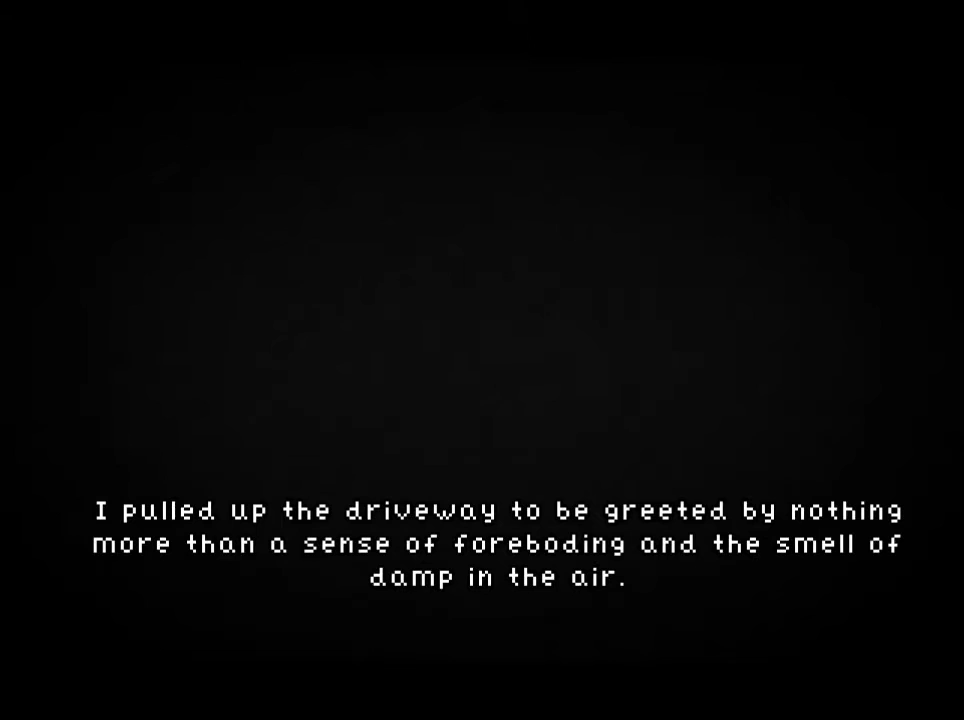 I pulled up the driveway to be greeted by nothing
more than a sense of foreboding and the smell of
damp in the air.